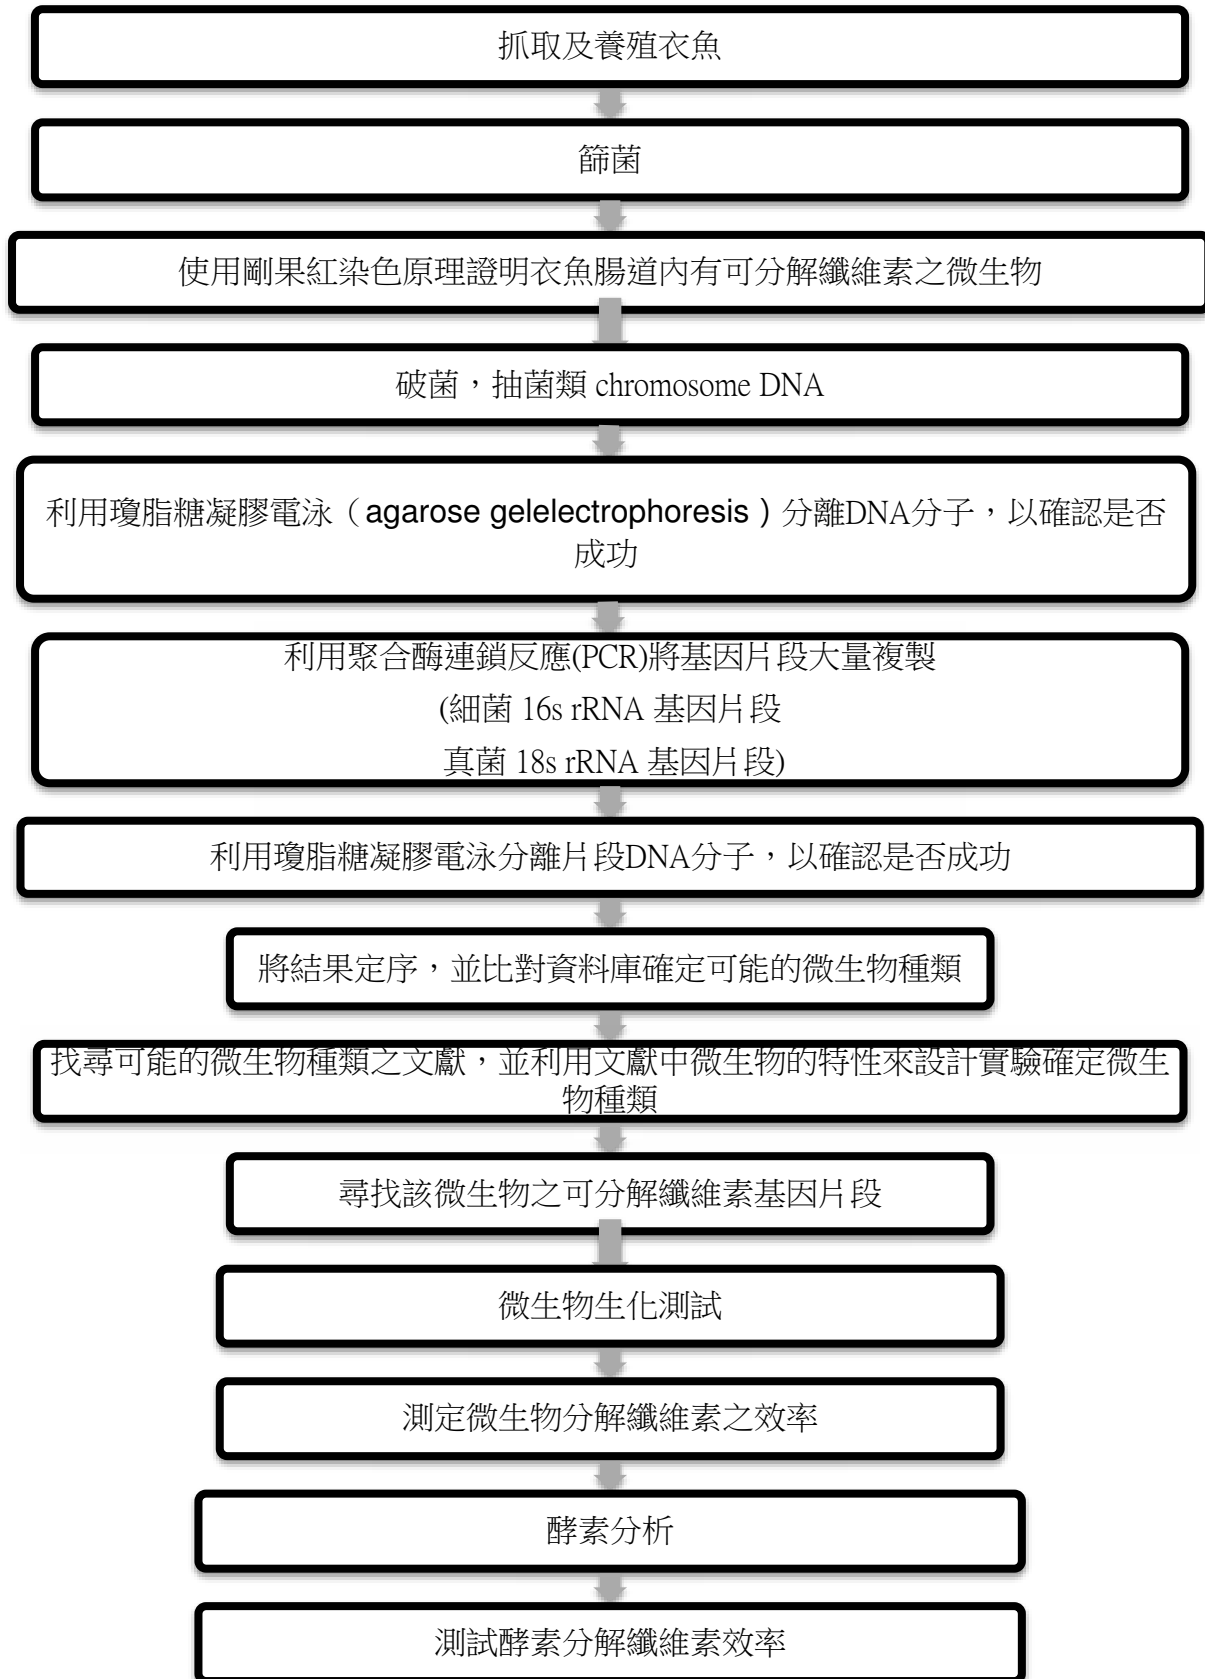 抓取及養殖衣魚
篩菌
使用剛果紅染色原理證明衣魚腸道內有可分解纖維素之微生物
破菌，抽菌類 chromosome DNA
利用瓊脂糖凝膠電泳（agarose gelelectrophoresis）分離DNA分子，以確認是否
成功
利用聚合酶連鎖反應(PCR)將基因片段大量複製
(細菌 16s rRNA 基因片段
真菌 18s rRNA 基因片段)
利用瓊脂糖凝膠電泳分離片段DNA分子，以確認是否成功
將結果定序，並比對資料庫確定可能的微生物種類
找尋可能的微生物種類之文獻，並利用文獻中微生物的特性來設計實驗確定微生
物種類
尋找該微生物之可分解纖維素基因片段
微生物生化測試
測定微生物分解纖維素之效率
酵素分析
測試酵素分解纖維素效率